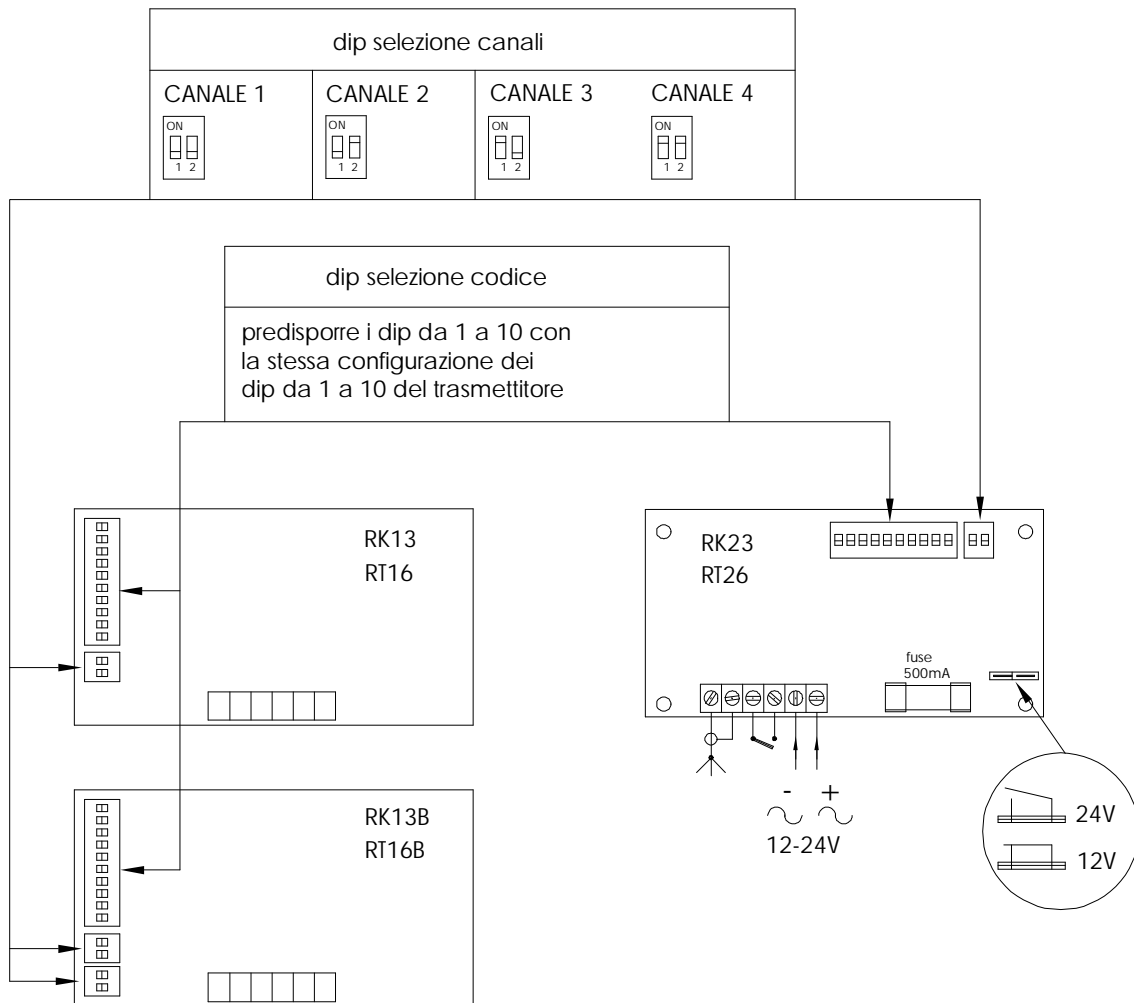 dip selezione canali
CANALE 1 CANALE 2 CANALE 3 CANALE 4
ON ON ON ON
1 2 1 2 1 2 1 2
dip selezione codice
predisporre i dip da 1 a 10 con
la stessa configurazione dei
dip da 1 a 10 del trasmettitore
RK13
RT16
RK23
RT26
fuse
500mA
- +
12-24V
24V
12V
RK13B
RT16B